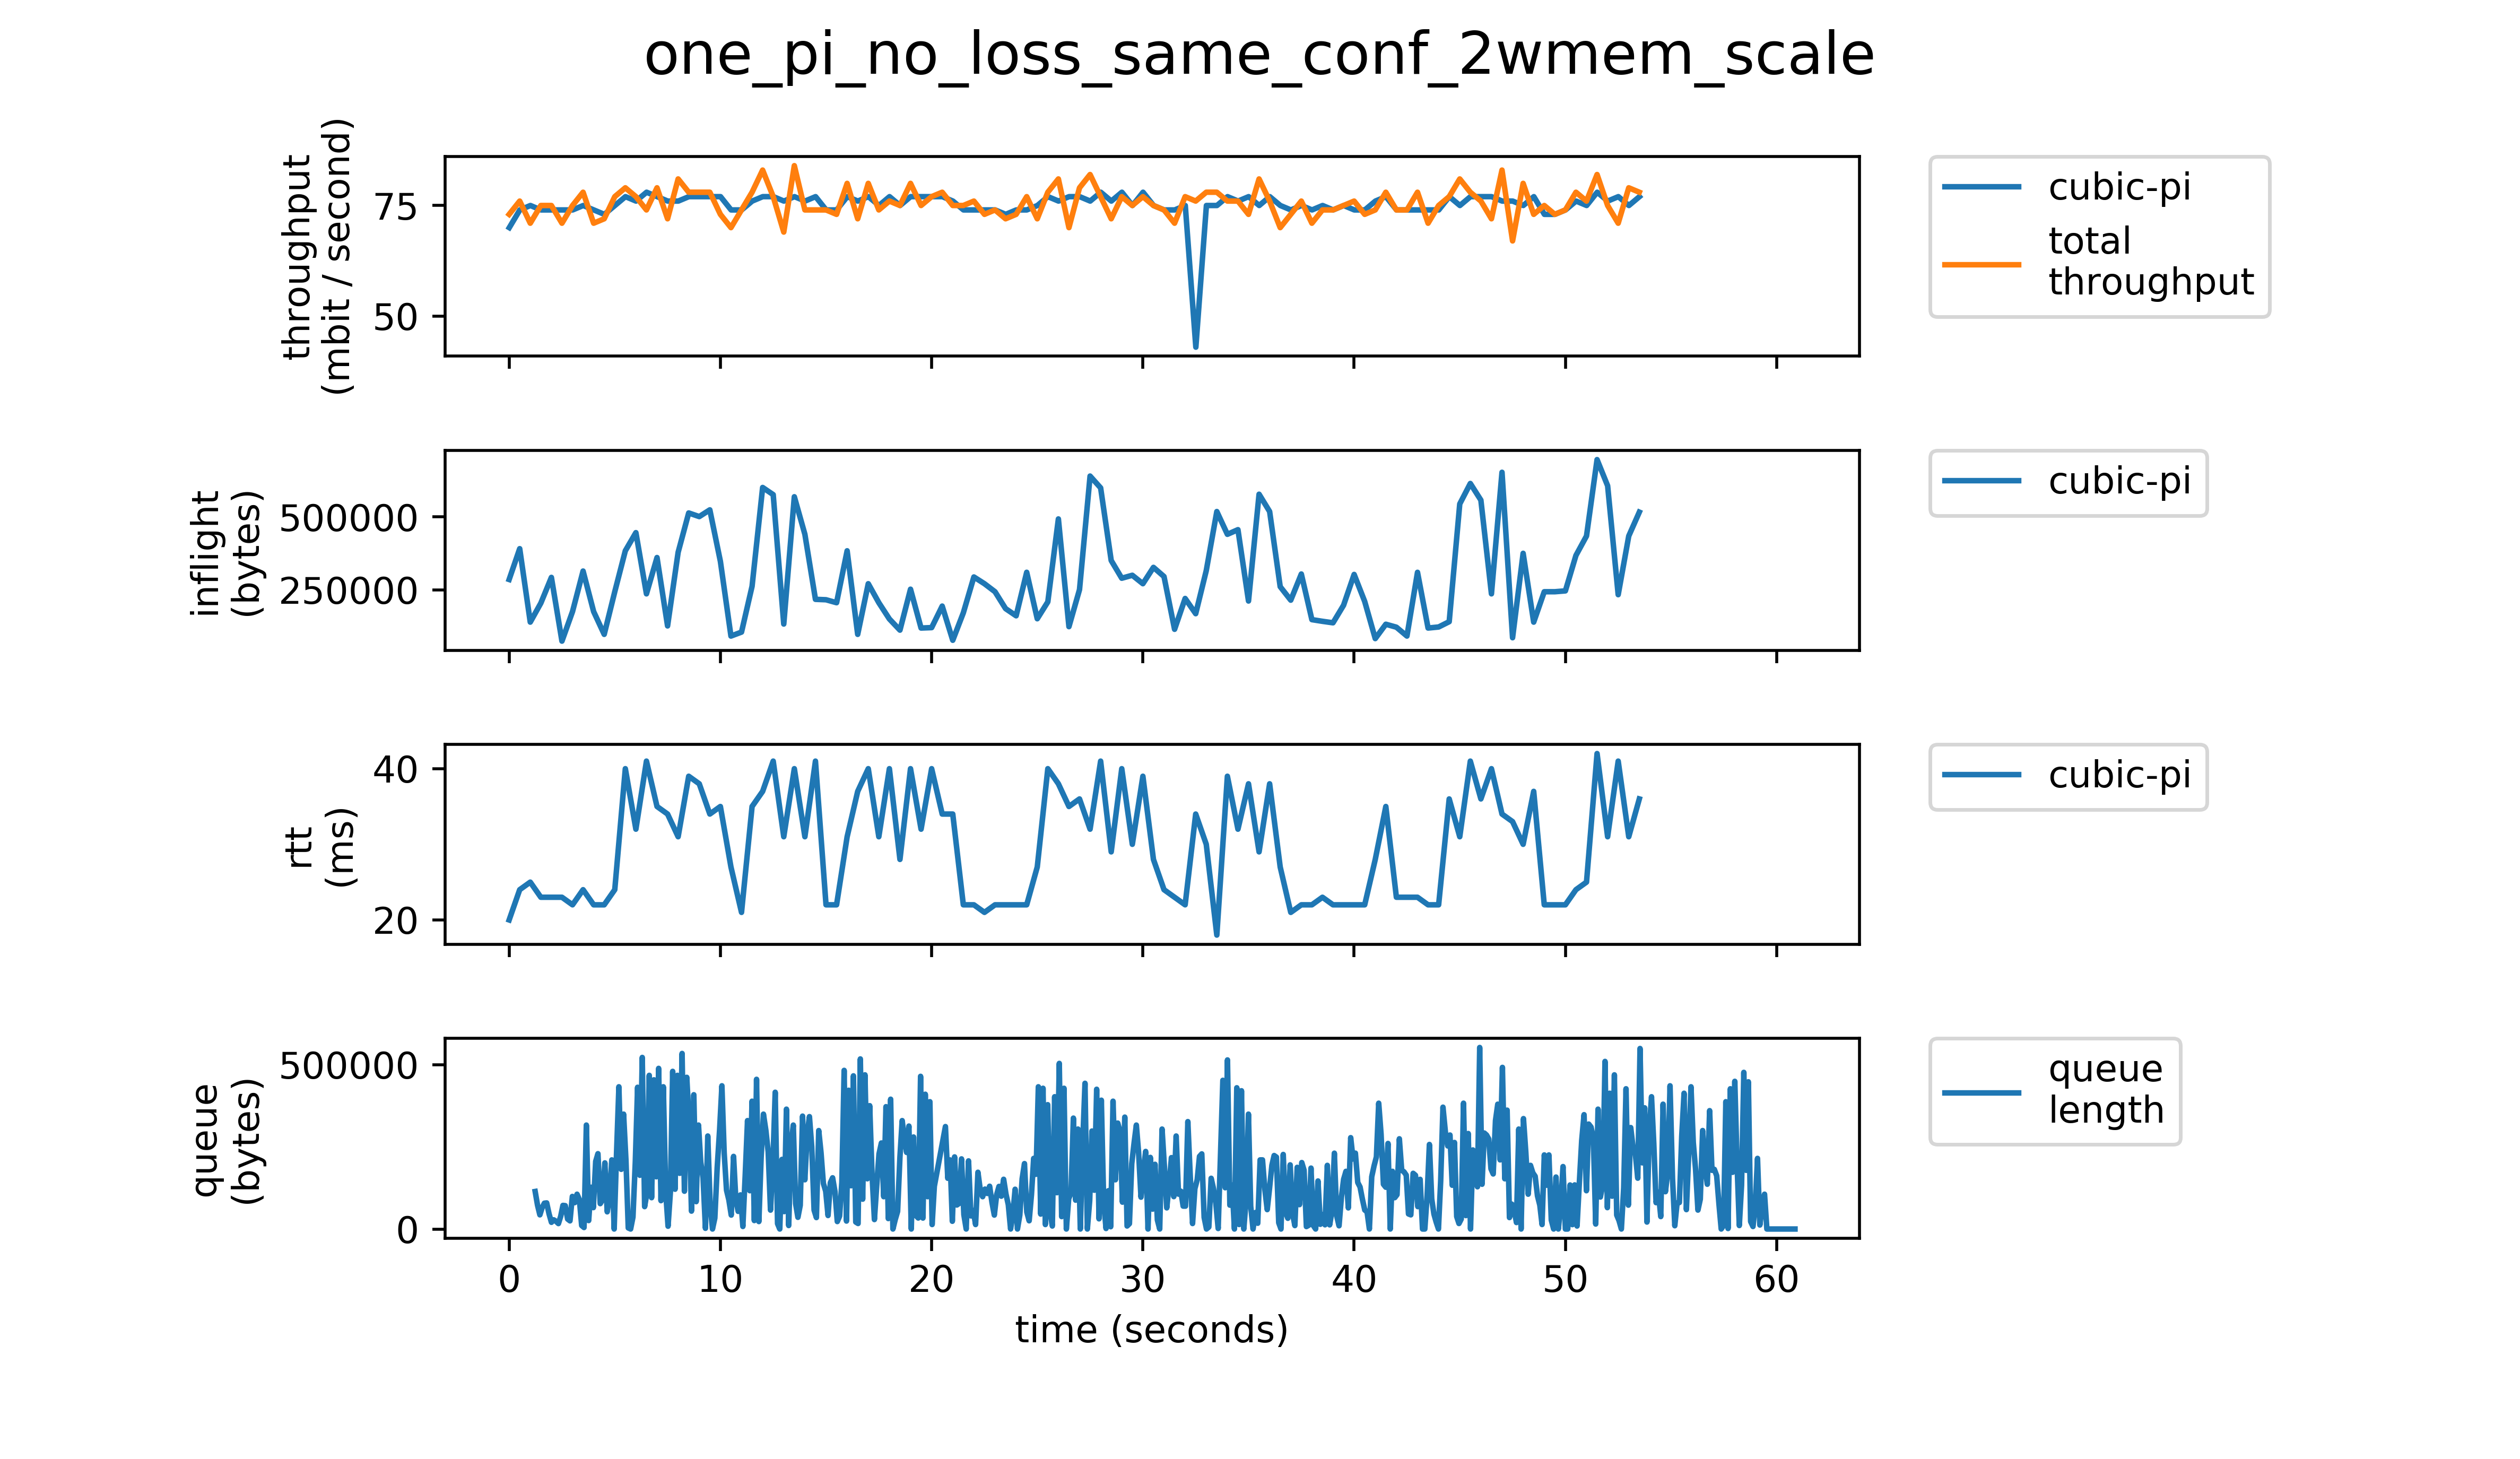 one_pi_no_loss_same_conf_2wmem_scale
throughput
(mbit / second)
75
50
cubic-pi
total
throughput
inflight
(bytes)
500000
250000
cubic-pi
rtt
(ms)
40
20
cubic-pi
queue
(bytes)
500000
0
queue
length
0 10 20 30 40 50 60
time (seconds)